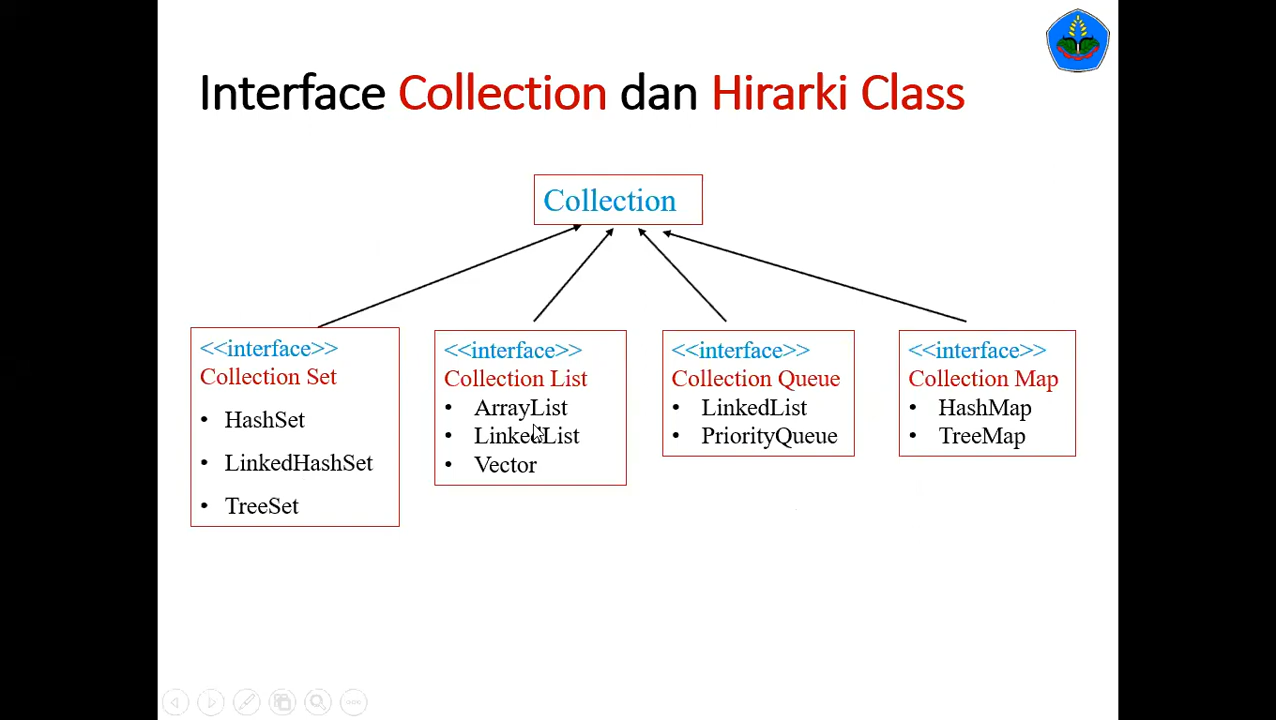 Interface Collection dan Hirarki Class
Collection
<<interface>>
Collection Set
• HashSet
• LinkedHashSet
• TreeSet
<<interface>>
Collection List
• ArrayList
• LinkedList
• Vector
<<interface>>
Collection Queue
• LinkedList
• PriorityQueue
<<interface>>
Collection Map
• HashMap
• TreeMap